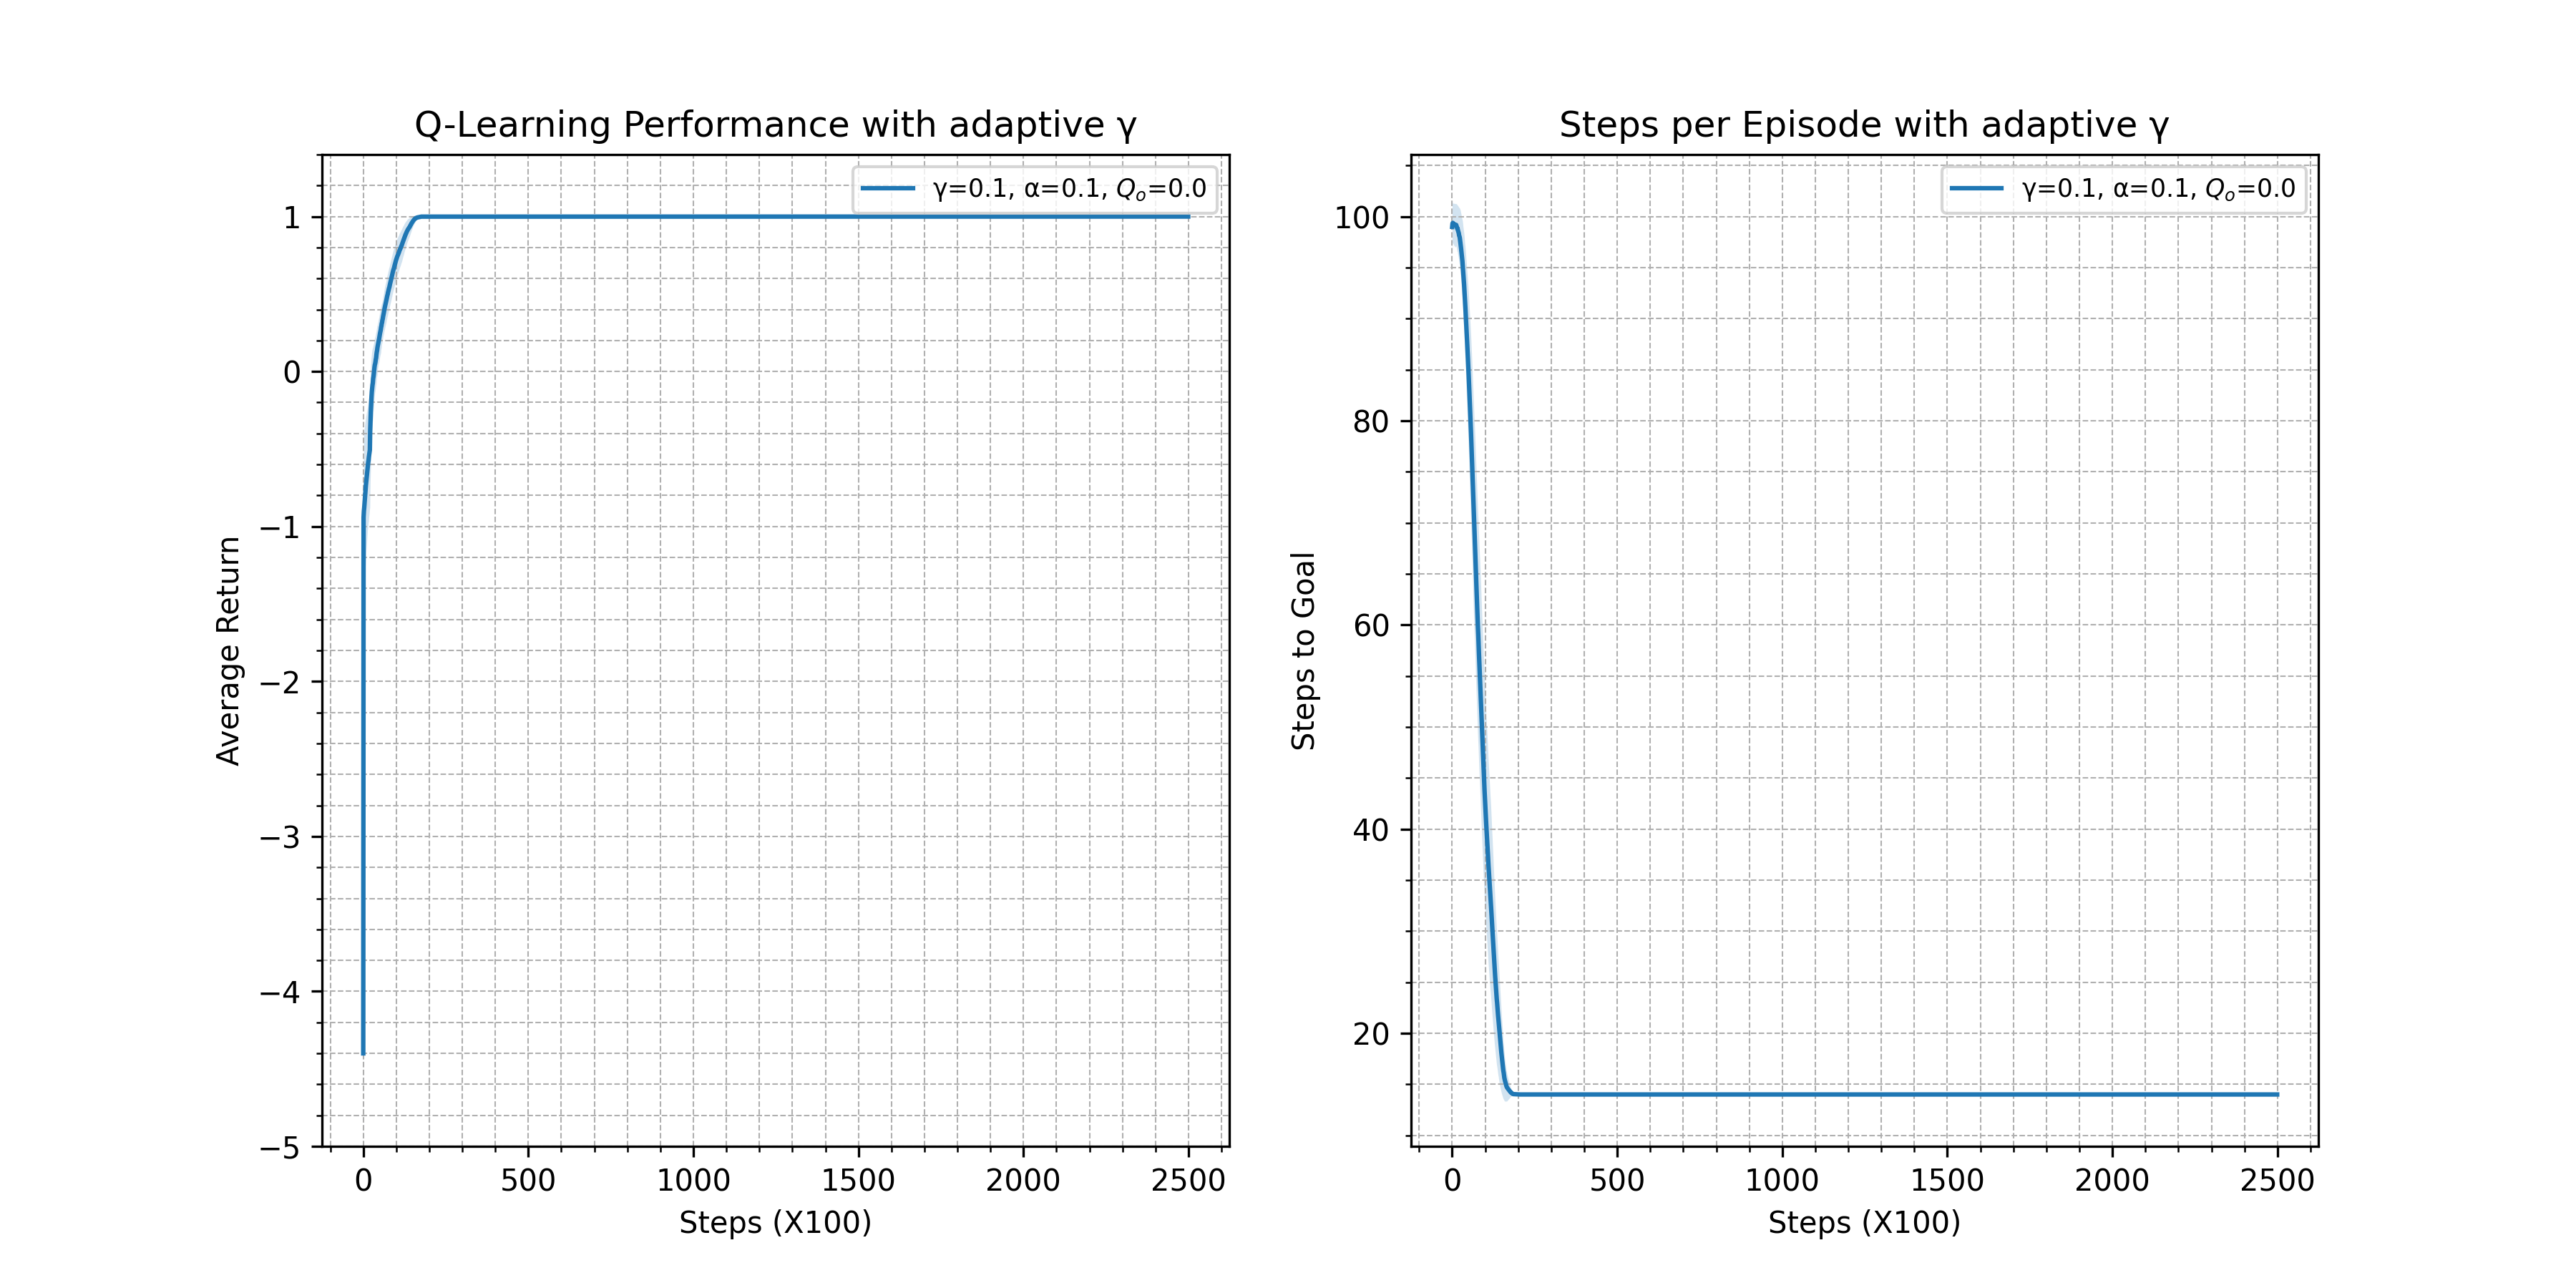 Q-Learning Performance with adaptive γ
γ=0.1, α=0.1, Qₒ=0.0
1
0
−1
−2
−3
−4
−5
Average Return
0 500 1000 1500 2000 2500
Steps (X100)
Steps per Episode with adaptive γ
γ=0.1, α=0.1, Qₒ=0.0
100
80
60
40
20
Steps to Goal
0 500 1000 1500 2000 2500
Steps (X100)